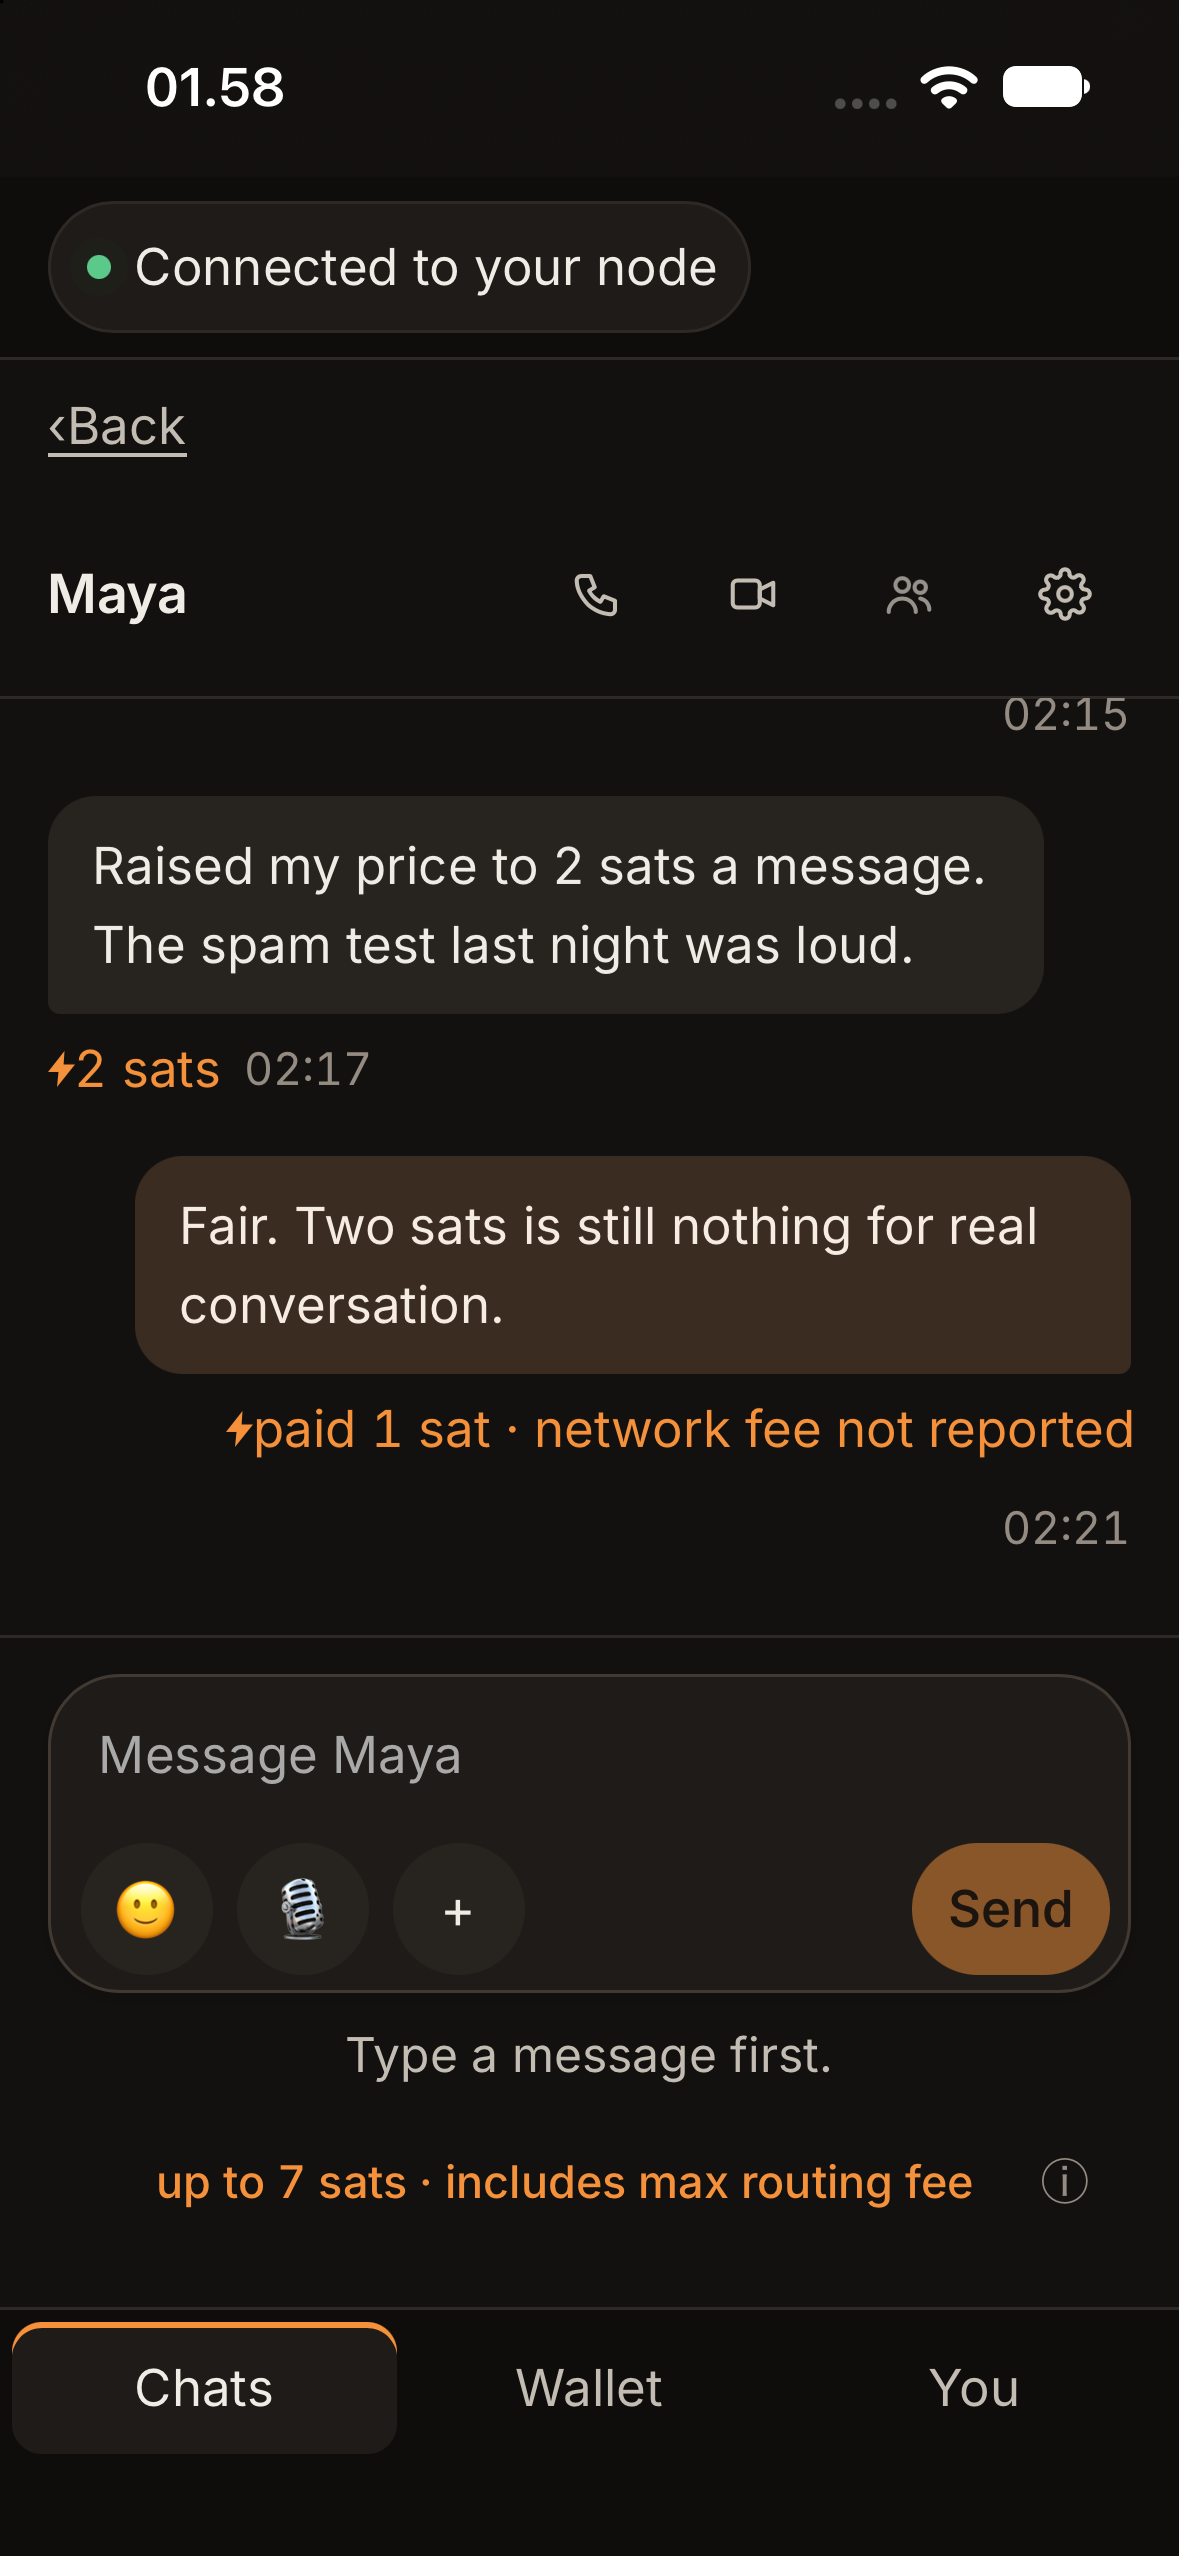 01.58
Connected to your node
‹Back
Maya
02:15
Raised my price to 2 sats a message.
The spam test last night was loud.
2 sats 02:17
Fair. Two sats is still nothing for real
conversation.
paid 1 sat · network fee not reported
02:21
Message Maya
+
Send
Type a message first.
up to 7 sats · includes max routing fee
Chats
Wallet
You